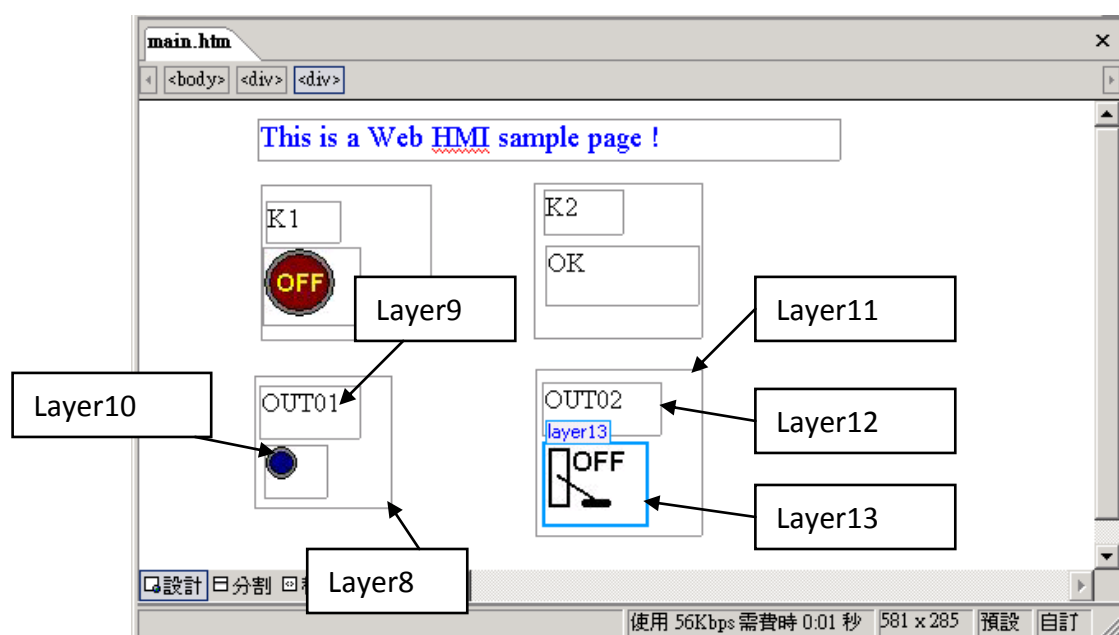 main.htm
<body> <div> <div>
This is a Web HMI sample page !
K1
K2
OFF
OK
Layer9
Layer11
Layer10
OUT01
OUT02
layer13
OFF
Layer12
Layer13
Layer8
設計 分割
使用 56Kbps 需費時 0:01 秒 581 x 285 預設 自訂